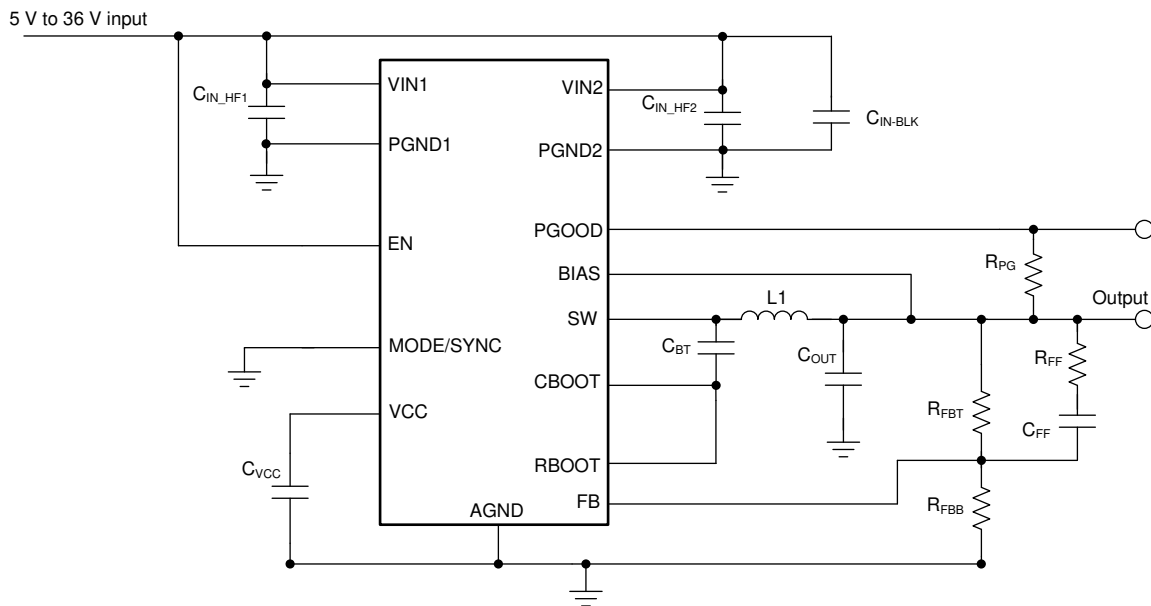 5 V to 36 V input
VIN1
VIN2
CIN_HF1
CIN_HF2
CIN-BLK
PGND1
PGND2
PGOOD
EN
RPG
BIAS
L1
Output
SW
MODE/SYNC
CBT
COUT
RFF
CBOOT
VCC
RFBT
CFF
CVCC
RBOOT
FB
RFBB
AGND